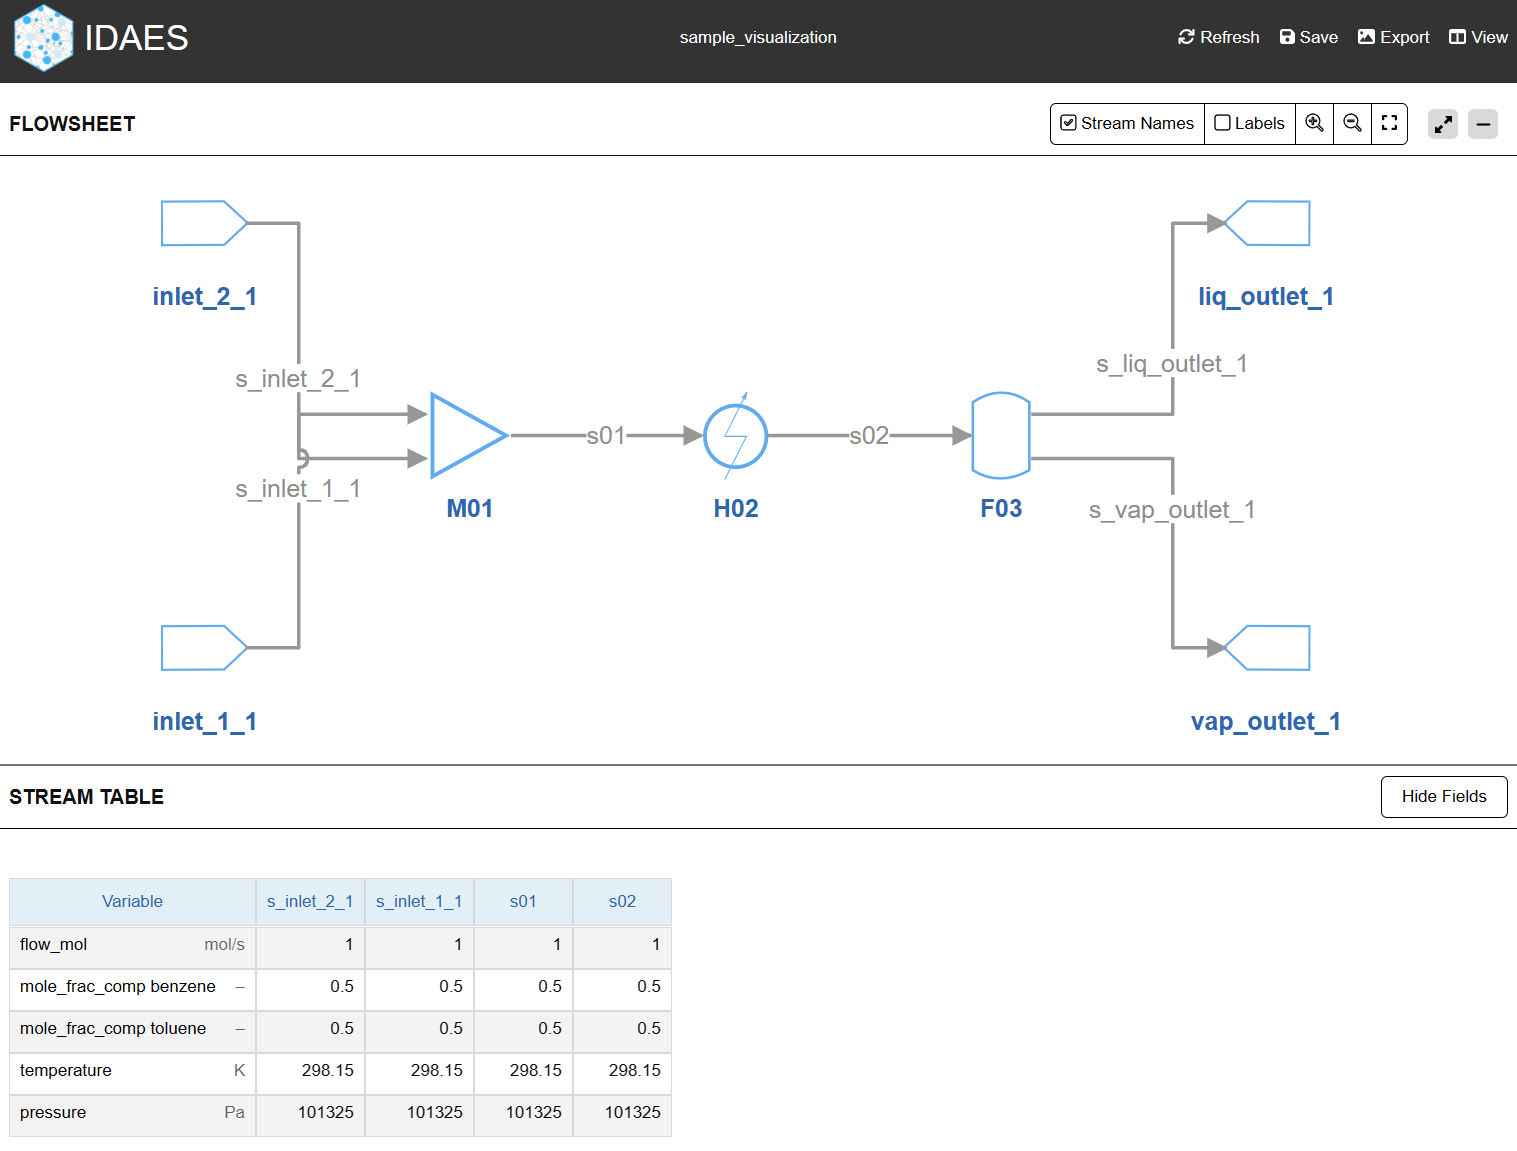 IDAES
sample_visualization
Refresh Save Export View
FLOWSHEET
Stream Names Labels
inlet_2_1
liq_outlet_1
s_inlet_2_1
s_liq_outlet_1
s01
s02
s_inlet_1_1
M01
H02
F03
s_vap_outlet_1
inlet_1_1
vap_outlet_1
STREAM TABLE
Hide Fields
Variable s_inlet_2_1 s_inlet_1_1 s01 s02
flow_mol mol/s 1 1 1 1
mole_frac_comp benzene – 0.5 0.5 0.5 0.5
mole_frac_comp toluene – 0.5 0.5 0.5 0.5
temperature K 298.15 298.15 298.15 298.15
pressure Pa 101325 101325 101325 101325